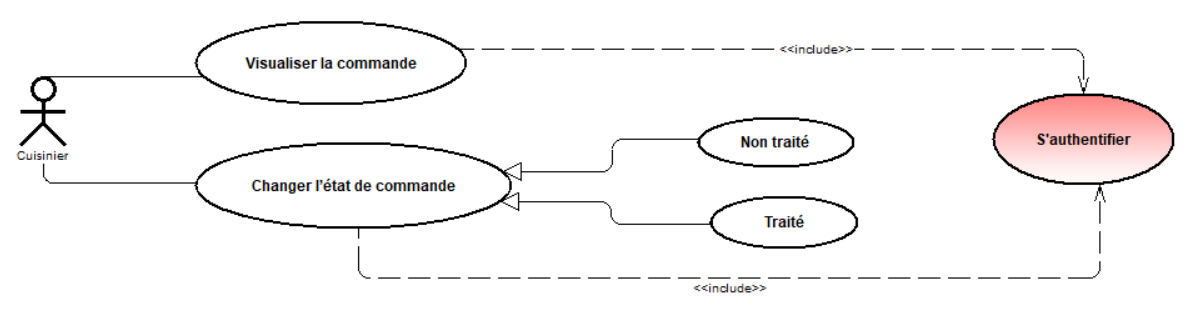 Visualiser la commande
<<include>>
Cuisinier
Non traité
S'authentifier
Changer l'état de commande
Traité
<<include>>